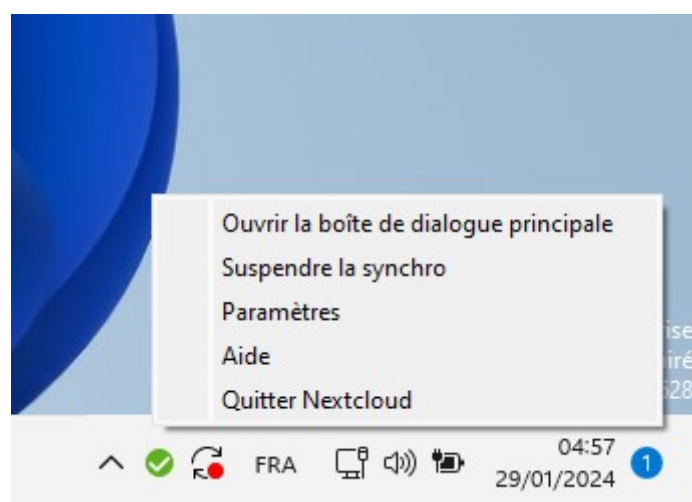 Ouvrir la boîte de dialogue principale
Suspendre la synchro
Paramètres
Aide
Quitter Nextcloud
FRA
04:57
29/01/2024
1